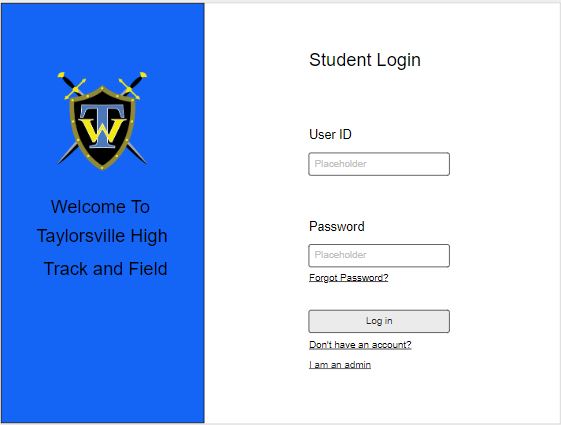 TW
Welcome To
Taylorsville High
Track and Field
Student Login
User ID
Placeholder
Password
Placeholder
Forgot Password?
Log in
Don't have an account?
I am an admin